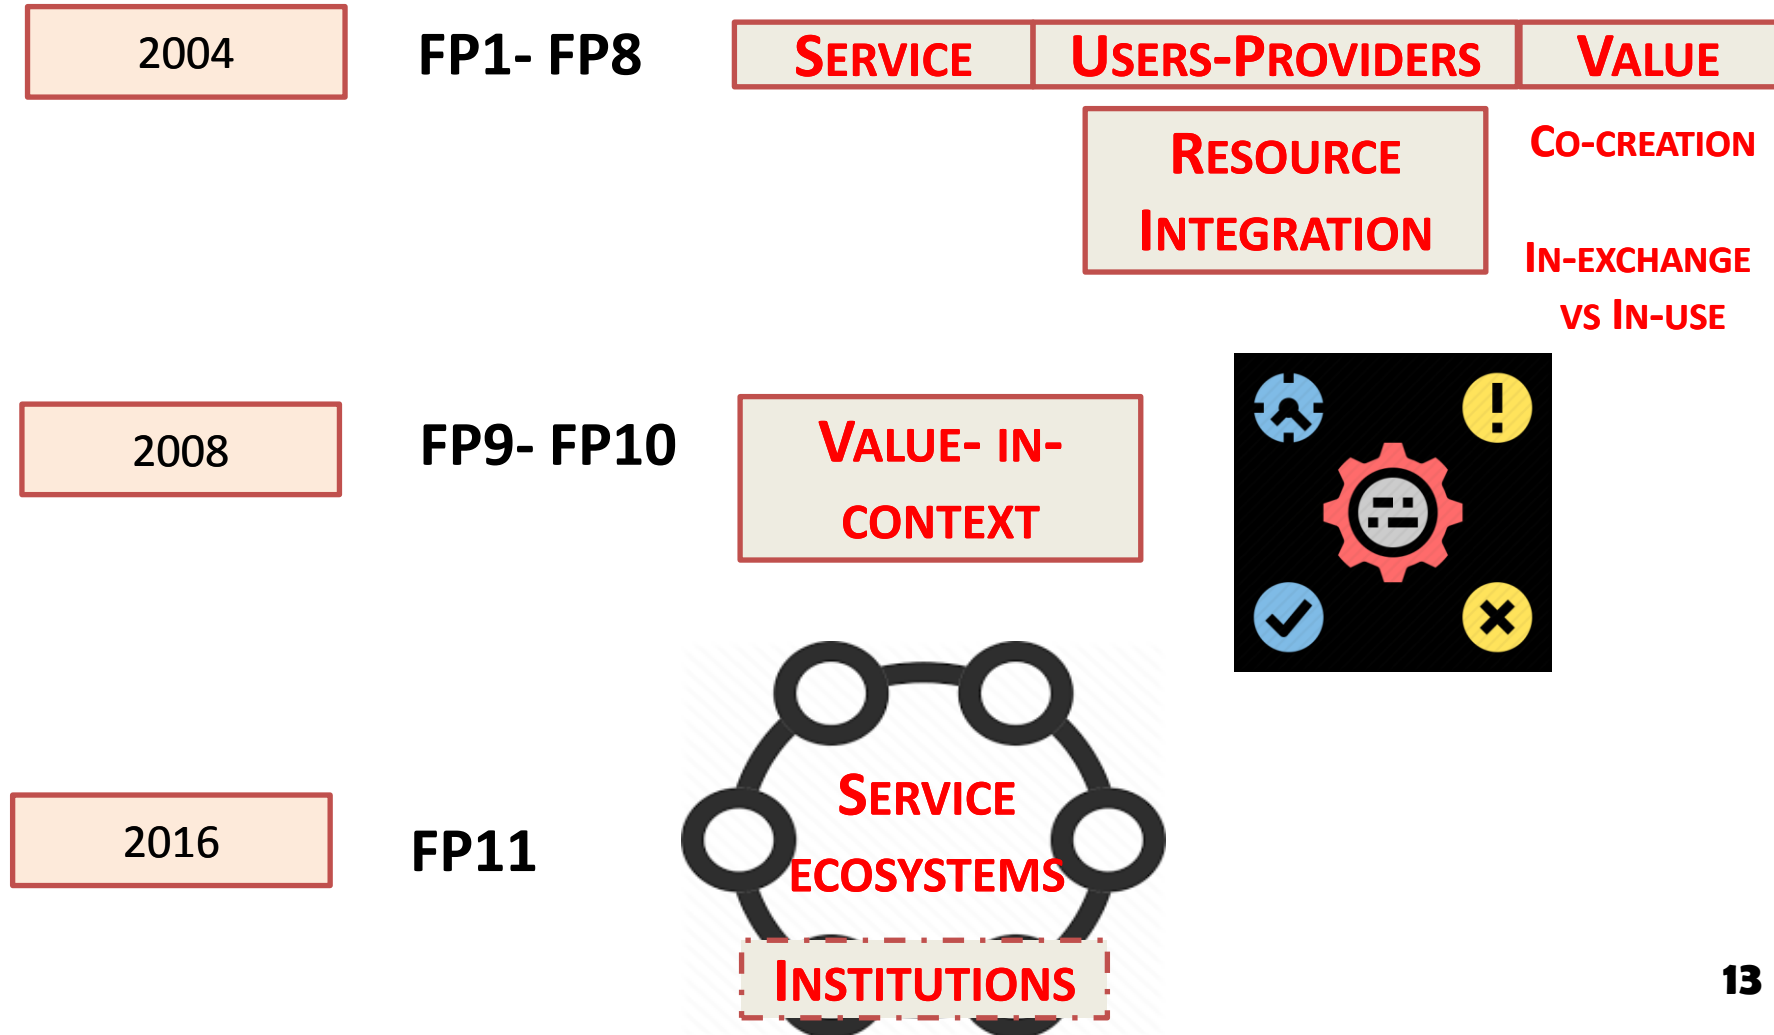 2004
FP1- FP8
SERVICE
USERS-PROVIDERS
VALUE
RESOURCE
INTEGRATION
CO-CREATION
IN-EXCHANGE
VS IN-USE
2008
FP9- FP10
VALUE- IN-
CONTEXT
2016
FP11
SERVICE
ECOSYSTEMS
INSTITUTIONS
13